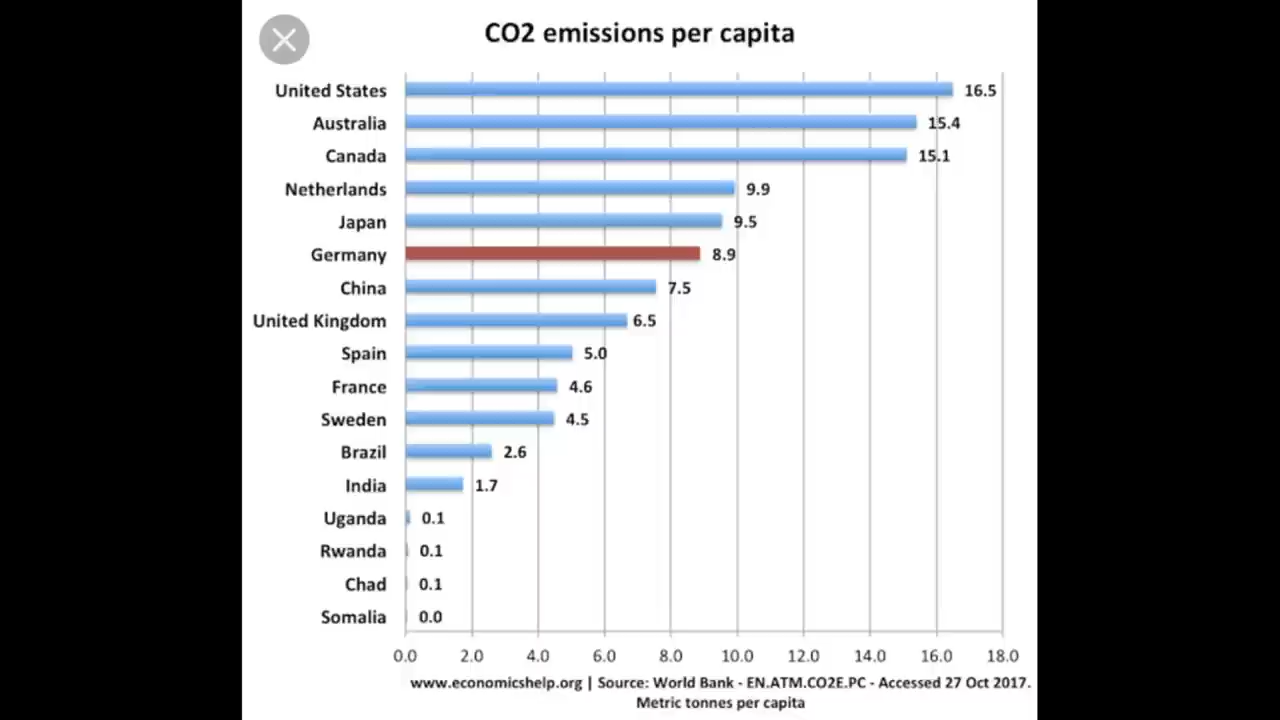 CO2 emissions per capita
United States 16.5
Australia 15.4
Canada 15.1
Netherlands 9.9
Japan 9.5
Germany 8.9
China 7.5
United Kingdom 6.5
Spain 5.0
France 4.6
Sweden 4.5
Brazil 2.6
India 1.7
Uganda 0.1
Rwanda 0.1
Chad 0.1
Somalia 0.0
0.0 2.0 4.0 6.0 8.0 10.0 12.0 14.0 16.0 18.0
www.economicshelp.org | Source: World Bank - EN.ATM.CO2E.PC - Accessed 27 Oct 2017.
Metric tonnes per capita